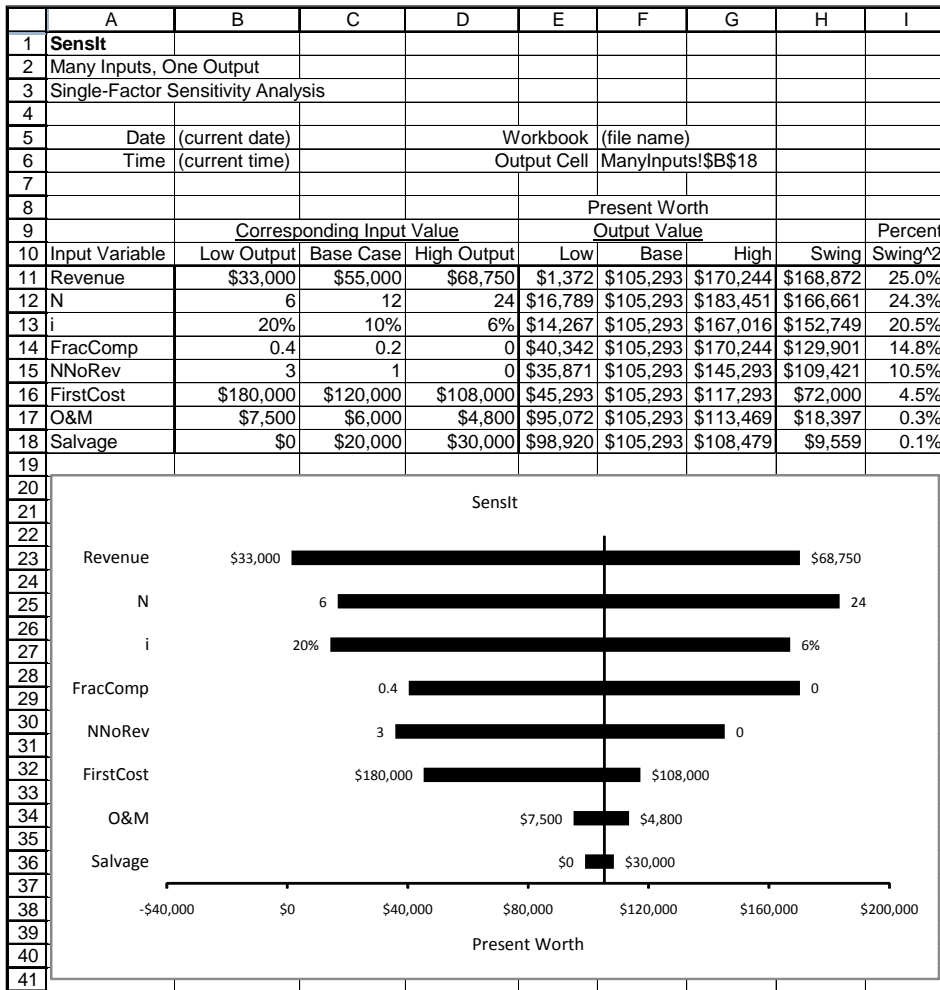 A B C D E F G H I
1 SensIt
2 Many Inputs, One Output
3 Single-Factor Sensitivity Analysis
4
5 Date (current date) Workbook (file name)
6 Time (current time) Output Cell ManyInputs!$B$18
7
8 Present Worth
9 Corresponding Input Value Output Value Percent
10 Input Variable Low Output Base Case High Output Low Base High Swing Swing^2
11 Revenue $33,000 $55,000 $68,750 $1,372 $105,293 $170,244 $168,872 25.0%
12 N 6 12 24 $16,789 $105,293 $183,451 $166,661 24.3%
13 i 20% 10% 6% $14,267 $105,293 $167,016 $152,749 20.5%
14 FracComp 0.4 0.2 0 $40,342 $105,293 $170,244 $129,901 14.8%
15 NNoRev 3 1 0 $35,871 $105,293 $145,293 $109,421 10.5%
16 FirstCost $180,000 $120,000 $108,000 $45,293 $105,293 $117,293 $72,000 4.5%
17 O&M $7,500 $6,000 $4,800 $95,072 $105,293 $113,469 $18,397 0.3%
18 Salvage $0 $20,000 $30,000 $98,920 $105,293 $108,479 $9,559 0.1%
19
20
21 SensIt
22
23 Revenue $33,000 $68,750
24
25 N 6 24
26
27 i 20% 6%
28
29 FracComp 0.4 0
30
31 NNoRev 3 0
32 FirstCost $180,000 $108,000
33
34 O&M $7,500 $4,800
35
36 Salvage $0 $30,000
37
38 -$40,000 $0 $40,000 $80,000 $120,000 $160,000 $200,000
39
40 Present Worth
41